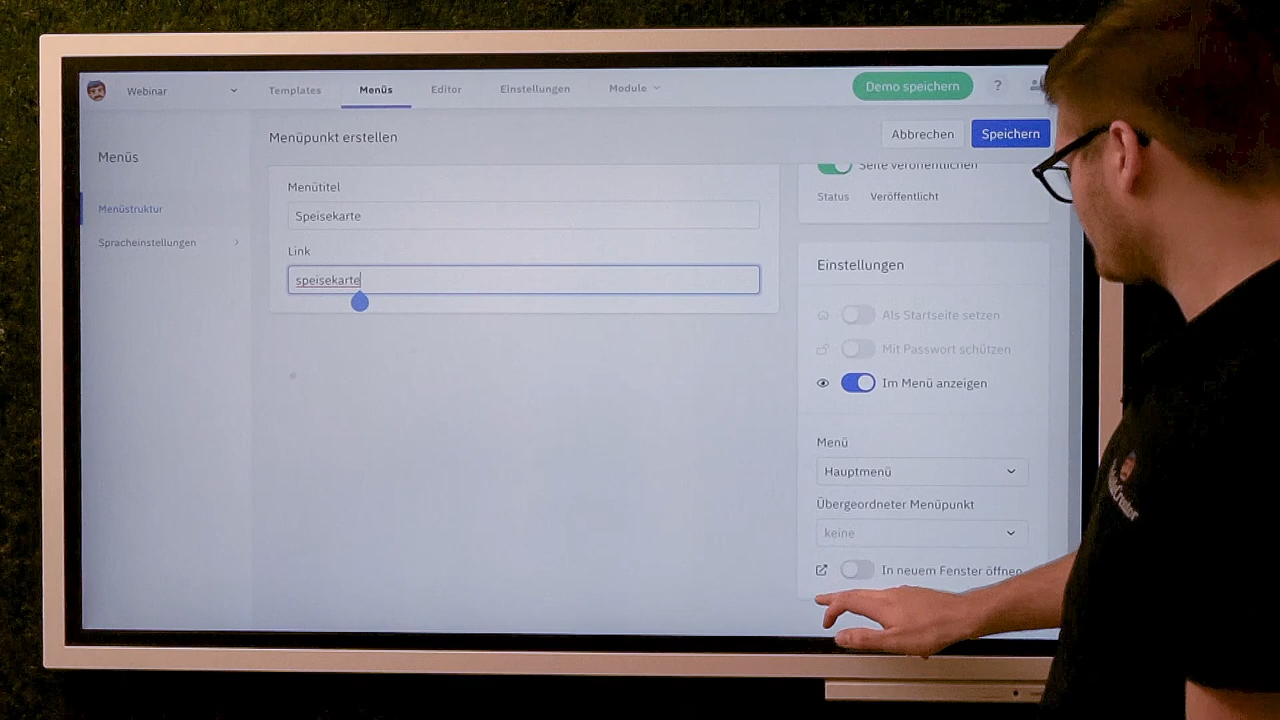 Webinar
Templates
Menüs
Editor
Einstellungen
Module
Demo speichern
?
Menüs
Menüstruktur
Spracheinstellungen
Menüpunkt erstellen
Abbrechen
Speichern
Menütitel
Speisekarte
Link
speisekarte
Seite veröffentlichen
Status Veröffentlicht
Einstellungen
Als Startseite setzen
Mit Passwort schützen
Im Menü anzeigen
Menü
Hauptmenü
Übergeordneter Menüpunkt
keine
In neuem Fenster öffnen